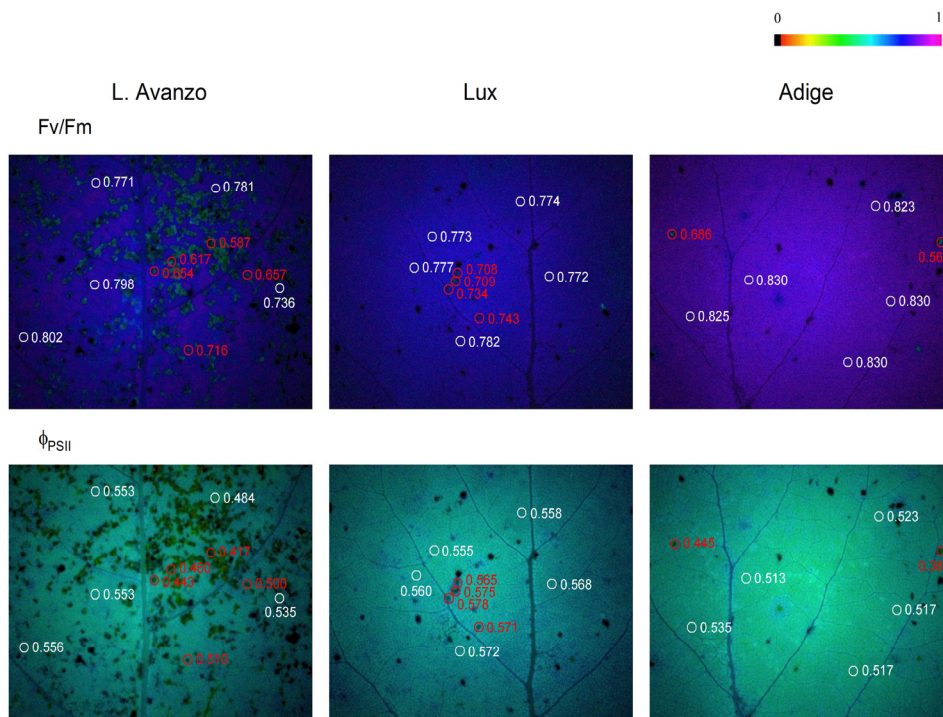 0 1
L. Avanzo Lux Adige
Fv/Fm
0.771 0.781 0.587 0.617 0.654 0.657 0.798 0.736 0.802 0.716
0.774 0.773 0.777 0.708 0.709 0.734 0.772 0.743 0.782
0.823 0.686 0.830 0.830 0.825 0.830
ϕPSII
0.553 0.484 0.417 0.443 0.500 0.553 0.535 0.556 0.510
0.558 0.555 0.560 0.565 0.575 0.578 0.568 0.571 0.572
0.523 0.445 0.513 0.517 0.535 0.517